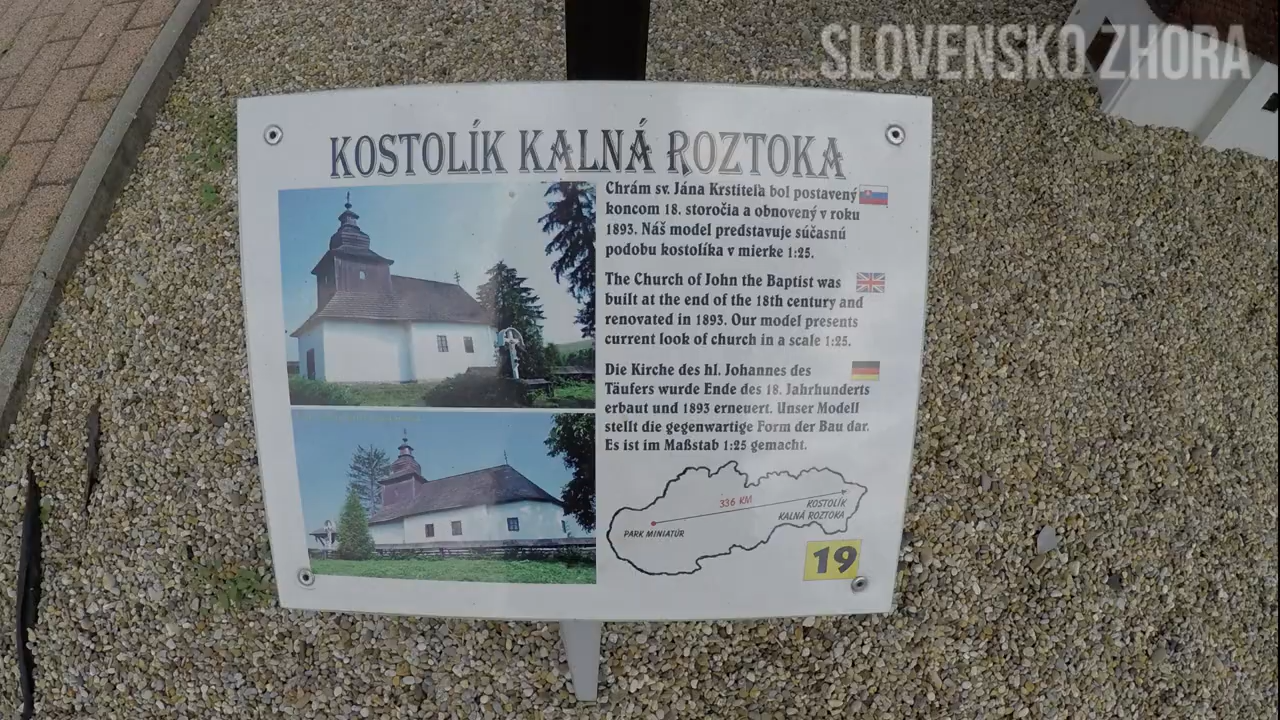 YouTube SLOVENSKO ZHORA
KOSTOLÍK KALNÁ ROZTOKA
Chrám sv. Jána Krstiteľa bol postavený
koncom 18. storočia a obnovený v roku
1893. Náš model predstavuje súčasnú
podobu kostolíka v mierke 1:25.
The Church of John the Baptist was
built at the end of the 18th century and
renovated in 1893. Our model presents
current look of church in a scale 1:25.
Die Kirche des hl. Johannes des
Täufers wurde Ende des 18. Jahrhunderts
erbaut und 1893 erneuert. Unser Modell
stellt die gegenwartige Form der Bau dar.
Es ist im Maßstab 1:25 gemacht.
336 KM
KOSTOLÍK
KALNÁ ROZTOKA
PARK MINIATÚR
19